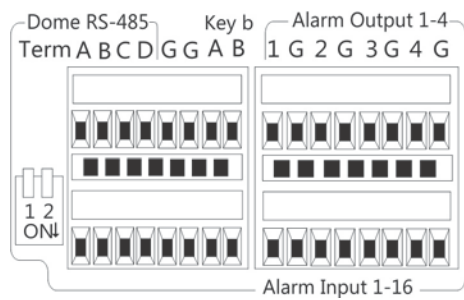 Dome RS-485 Key b Alarm Output 1-4
Term A B C D G G A B 1 G 2 G 3 G 4 G
1 2
ON↓
Alarm Input 1-16